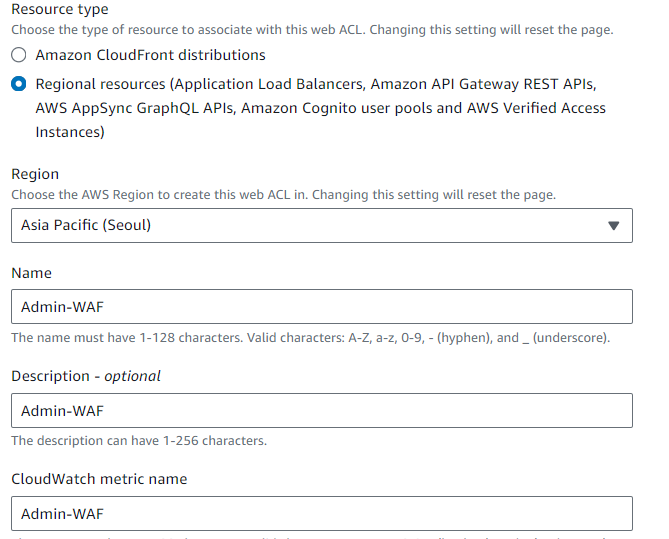 Resource type
Choose the type of resource to associate with this web ACL. Changing this setting will reset the page.
Amazon CloudFront distributions
Regional resources (Application Load Balancers, Amazon API Gateway REST APIs,
AWS AppSync GraphQL APIs, Amazon Cognito user pools and AWS Verified Access
Instances)
Region
Choose the AWS Region to create this web ACL in. Changing this setting will reset the page.
Asia Pacific (Seoul)
Name
Admin-WAF
The name must have 1-128 characters. Valid characters: A-Z, a-z, 0-9, - (hyphen), and _ (underscore).
Description - optional
Admin-WAF
The description can have 1-256 characters.
CloudWatch metric name
Admin-WAF